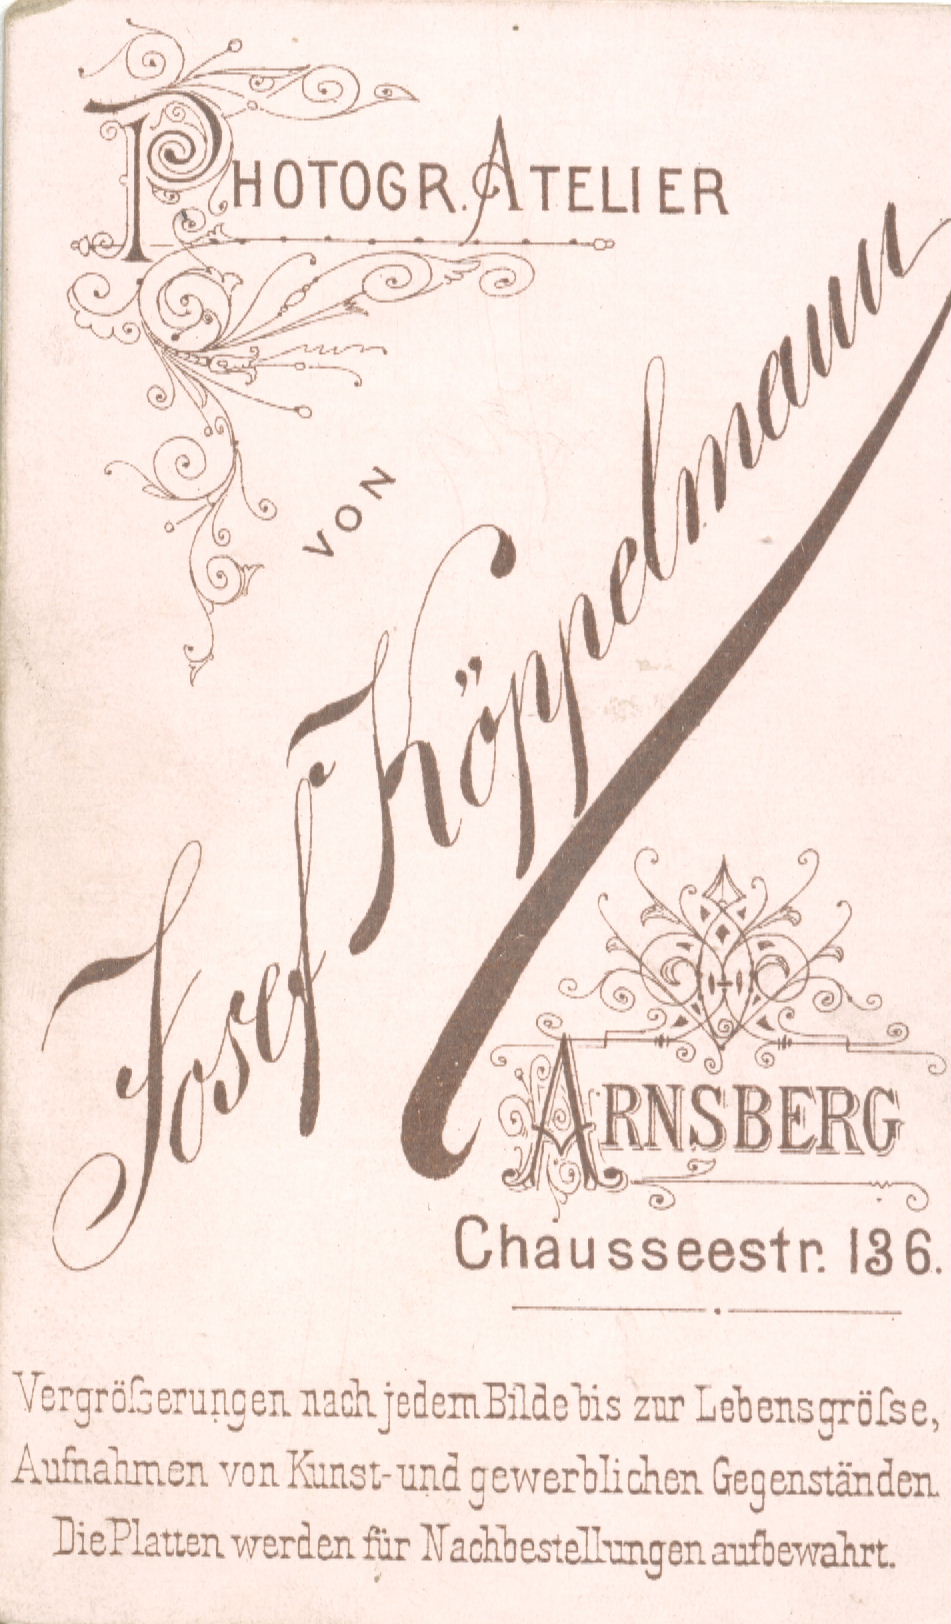 PHOTOGR. ATELIER
VON
Josef Köppelmann
ARNSBERG
Chausseestr. 136.
Vergröſserungen nach jedem Bilde bis zur Lebensgröſse,
Aufnahmen von Kunst- und gewerblichen Gegenständen.
Die Platten werden für Nachbestellungen aufbewahrt.